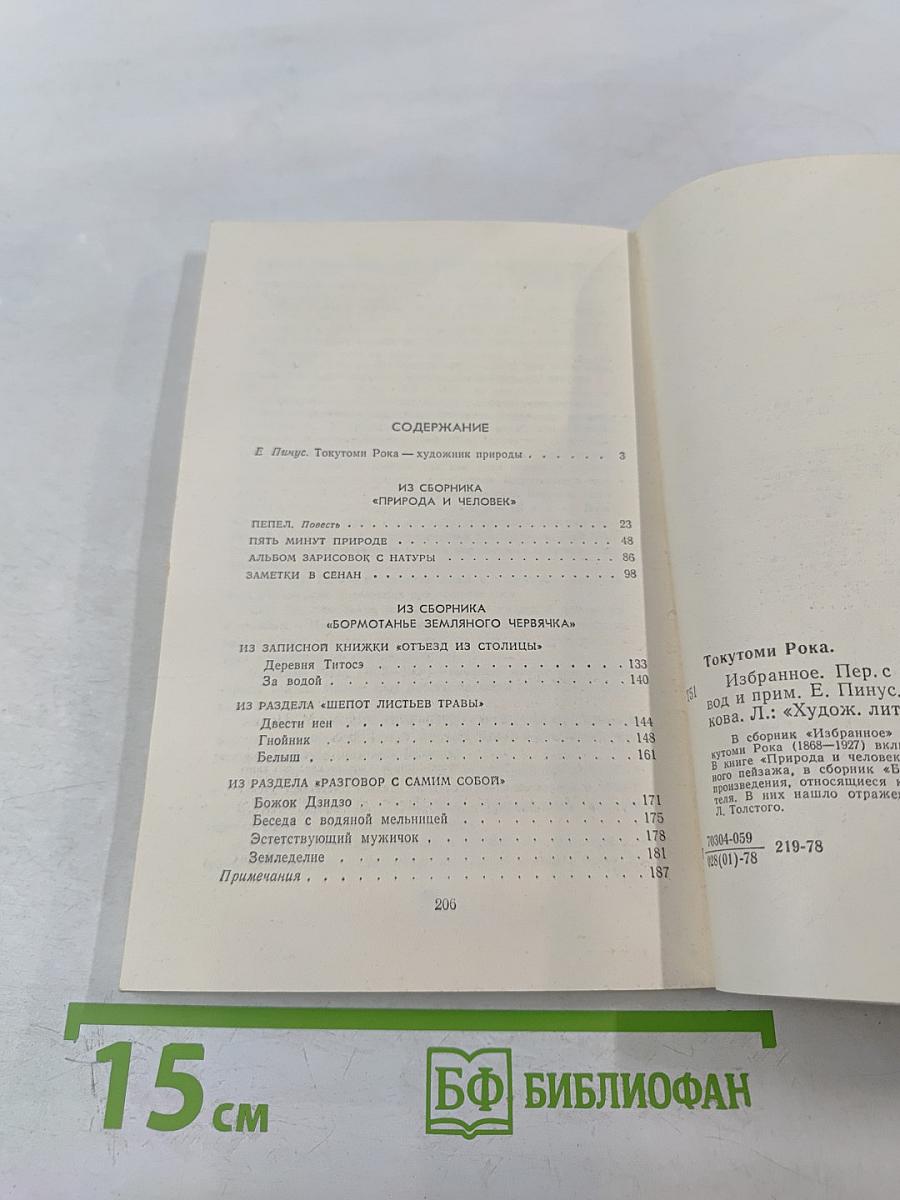 СОДЕРЖАНИЕ
Е Пинус. Токутоми Рока — художник природы . . . . . . 3
ИЗ СБОРНИКА
«ПРИРОДА И ЧЕЛОВЕК»
ПЕПЕЛ. Повесть . . . . . . . . . . . . . . . . . . . . . . 23
ПЯТЬ МИНУТ ПРИРОДЕ . . . . . . . . . . . . . . . . . . 48
АЛЬБОМ ЗАРИСОВОК С НАТУРЫ . . . . . . . . . . . . . . 86
ЗАМЕТКИ В СЕНАН . . . . . . . . . . . . . . . . . . . . 98
ИЗ СБОРНИКА
«БОРМОТАНЬЕ ЗЕМЛЯНОГО ЧЕРВЯЧКА»
ИЗ ЗАПИСНОЙ КНИЖКИ «ОТЪЕЗД ИЗ СТОЛИЦЫ»
Деревня Титосэ . . . . . . . . . . . . . . . . . . 133
За водой . . . . . . . . . . . . . . . . . . . . . 140
ИЗ РАЗДЕЛА «ШЕПОТ ЛИСТЬЕВ ТРАВЫ»
Двести иен . . . . . . . . . . . . . . . . . . . 144
Гнойник . . . . . . . . . . . . . . . . . . . . . 148
Белыш . . . . . . . . . . . . . . . . . . . . . . 161
ИЗ РАЗДЕЛА «РАЗГОВОР С САМИМ СОБОЙ»
Божок Дзидзо . . . . . . . . . . . . . . . . . . 171
Беседа с водяной мельницей . . . . . . . . . . . 175
Эстетствующий мужичок . . . . . . . . . . . . . . 178
Земледелие . . . . . . . . . . . . . . . . . . . 181
Примечания . . . . . . . . . . . . . . . . . . . . 187
206
Токутоми Рока.
Избранное. Пер. с
вод и прим. Е. Пинус,
кова. Л.: «Худож. лит
В сборник «Избранное»
кутоми Рока (1868—1927) вкл
В книге «Природа и человек
ного пейзажа, в сборник «Б
произведения, относящиеся к
теля. В них нашло отраже
Л. Толстого.
70304-059
028(01)-78
219-78
15 см
БФ БИБЛИОФАН